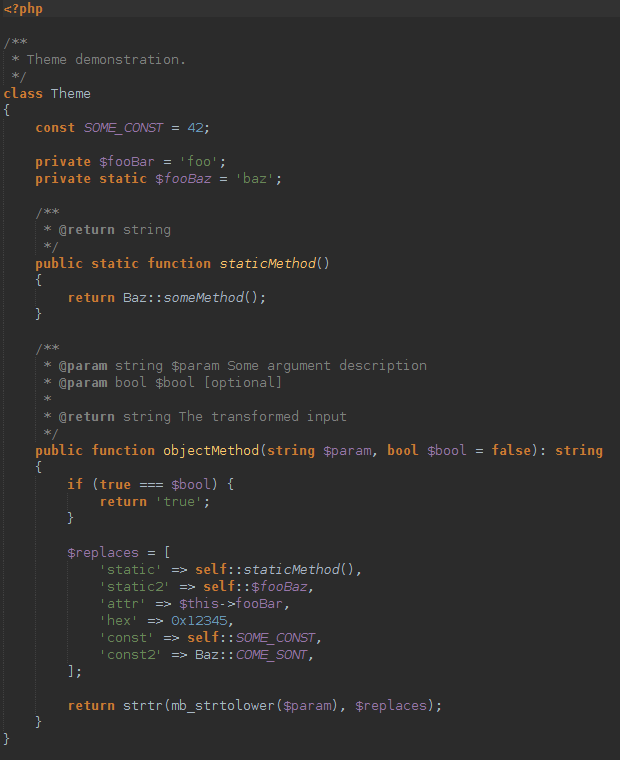 <?php

/**
 * Theme demonstration.
 */
class Theme
{
    const SOME_CONST = 42;

    private $fooBar = 'foo';
    private static $fooBaz = 'baz';

    /**
     * @return string
     */
    public static function staticMethod()
    {
        return Baz::someMethod();
    }

    /**
     * @param string $param Some argument description
     * @param bool $bool [optional]
     *
     * @return string The transformed input
     */
    public function objectMethod(string $param, bool $bool = false): string
    {
        if (true === $bool) {
            return 'true';
        }

        $replaces = [
            'static' => self::staticMethod(),
            'static2' => self::$fooBaz,
            'attr' => $this->fooBar,
            'hex' => 0x12345,
            'const' => self::SOME_CONST,
            'const2' => Baz::COME_SONT,
        ];

        return strtr(mb_strtolower($param), $replaces);
    }
}